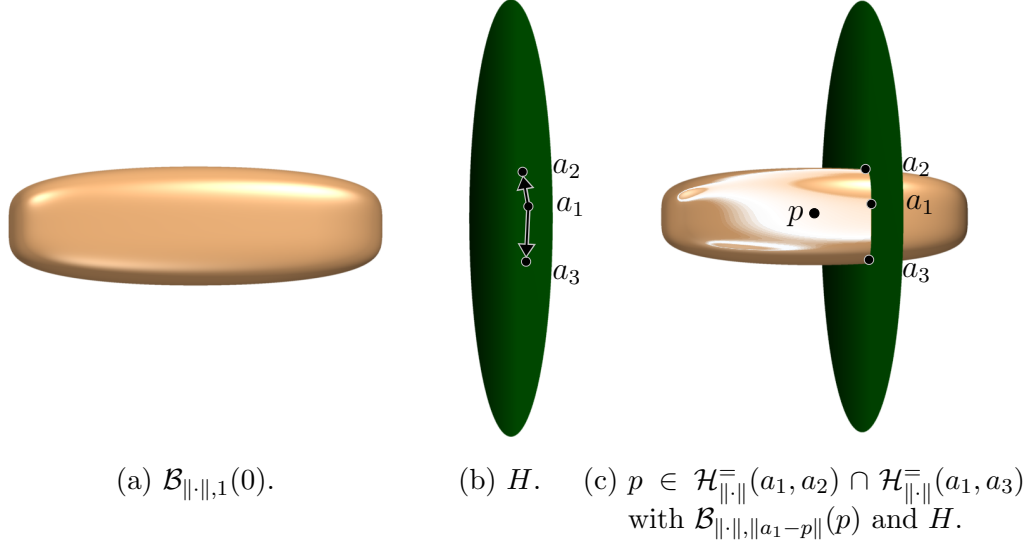 a₂
a₁
a₃
a₂
p
a₁
a₃
(a) 𝓑‖·‖,₁(0).
(b) H.
(c) p ∈ 𝓗⁼‖·‖(a₁, a₂) ∩ 𝓗⁼‖·‖(a₁, a₃)
with 𝓑‖·‖,‖a₁−p‖(p) and H.